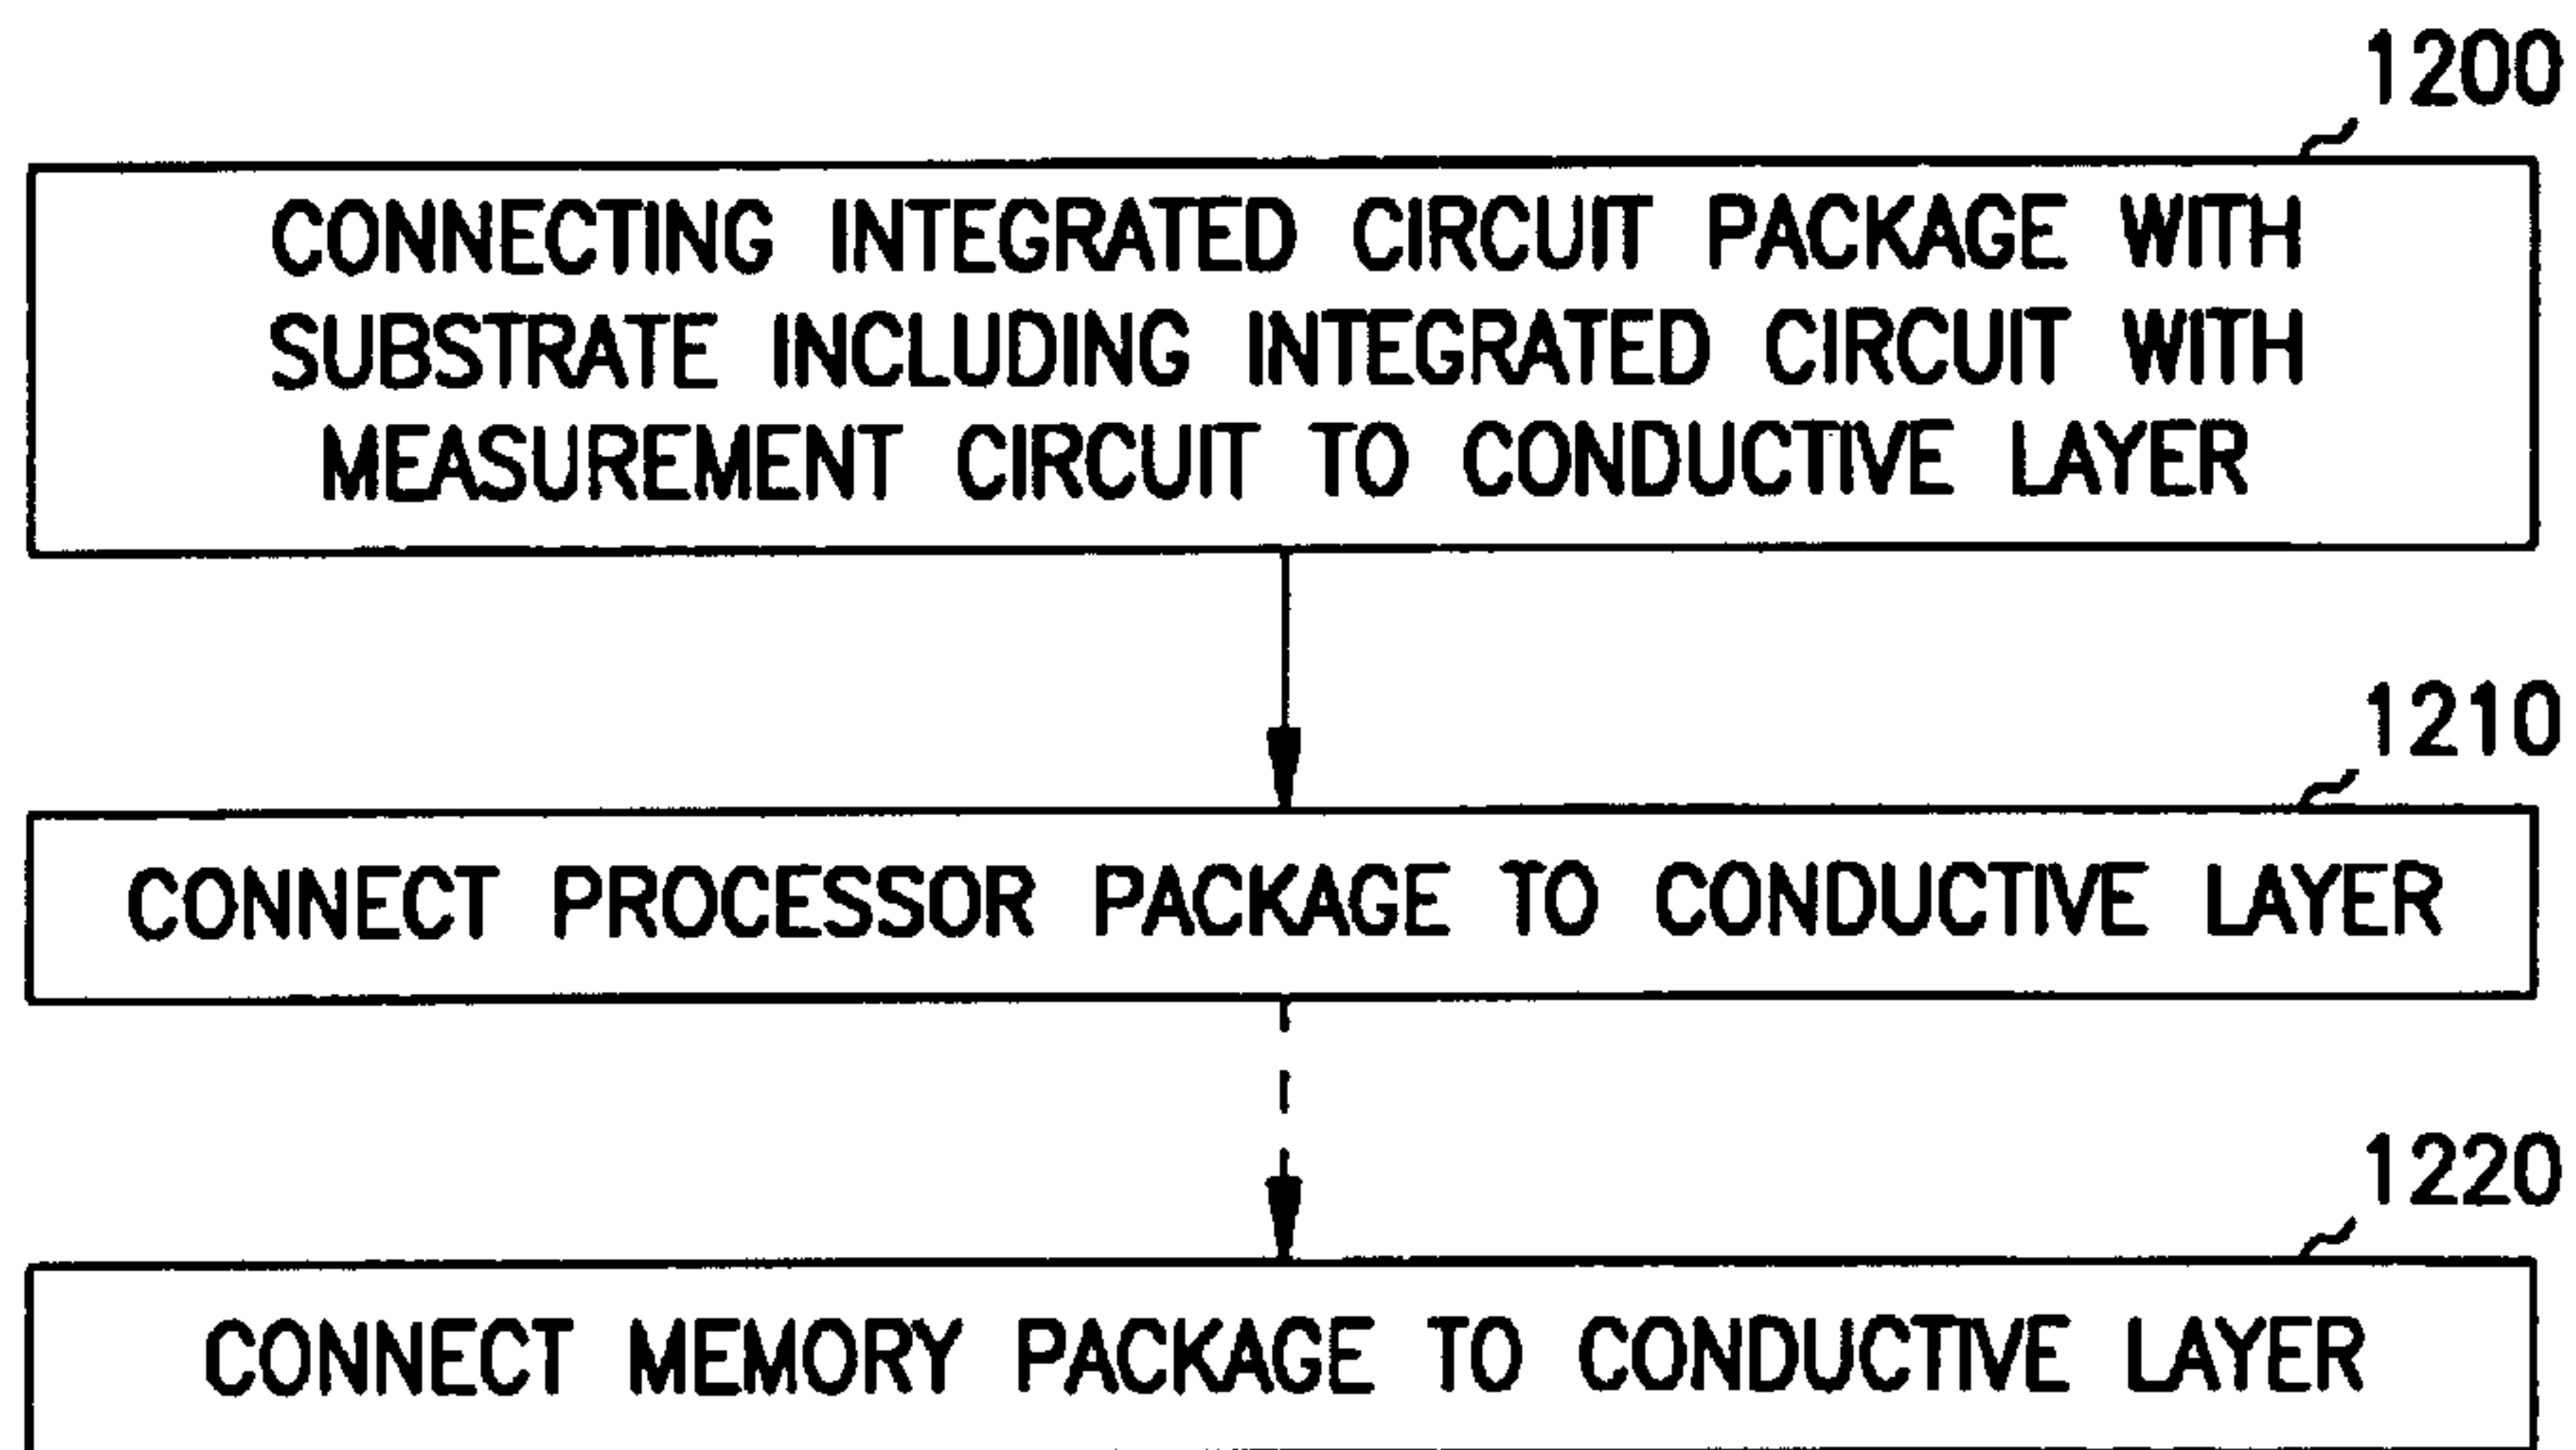 1200
CONNECTING INTEGRATED CIRCUIT PACKAGE WITH
SUBSTRATE INCLUDING INTEGRATED CIRCUIT WITH
MEASUREMENT CIRCUIT TO CONDUCTIVE LAYER
1210
CONNECT PROCESSOR PACKAGE TO CONDUCTIVE LAYER
1220
CONNECT MEMORY PACKAGE TO CONDUCTIVE LAYER